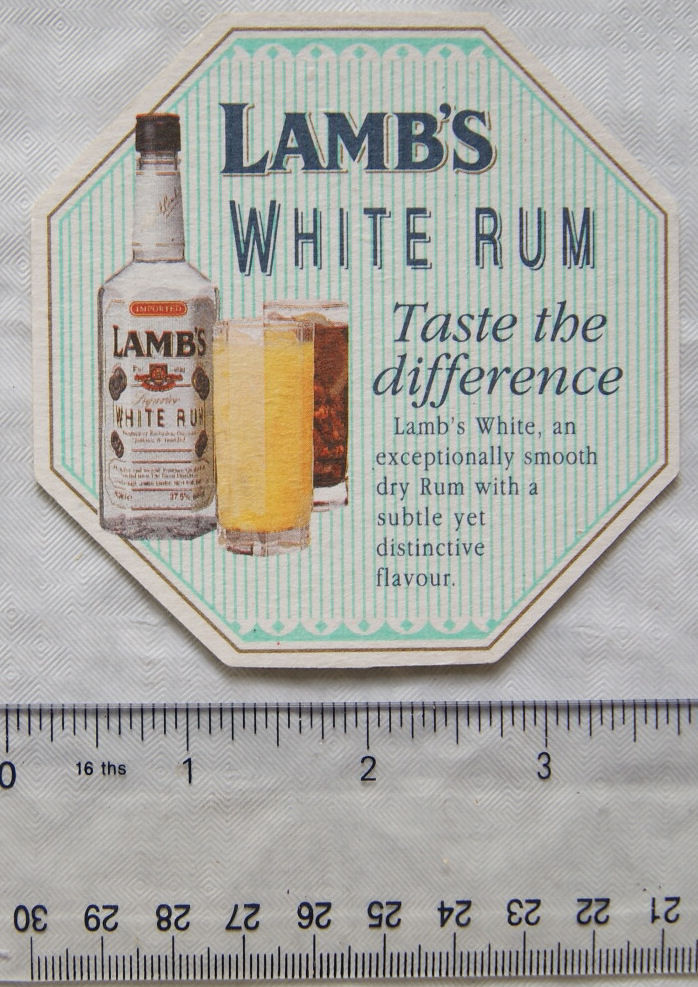 LAMB'S
WHITE RUM
Taste the
difference
Lamb's White, an
exceptionally smooth
dry Rum with a
subtle yet
distinctive
flavour.
IMPORTED
LAMB'S
WHITE RUM
37.5%
0 16 ths 1 2 3
30 29 28 27 26 25 24 23 22 21